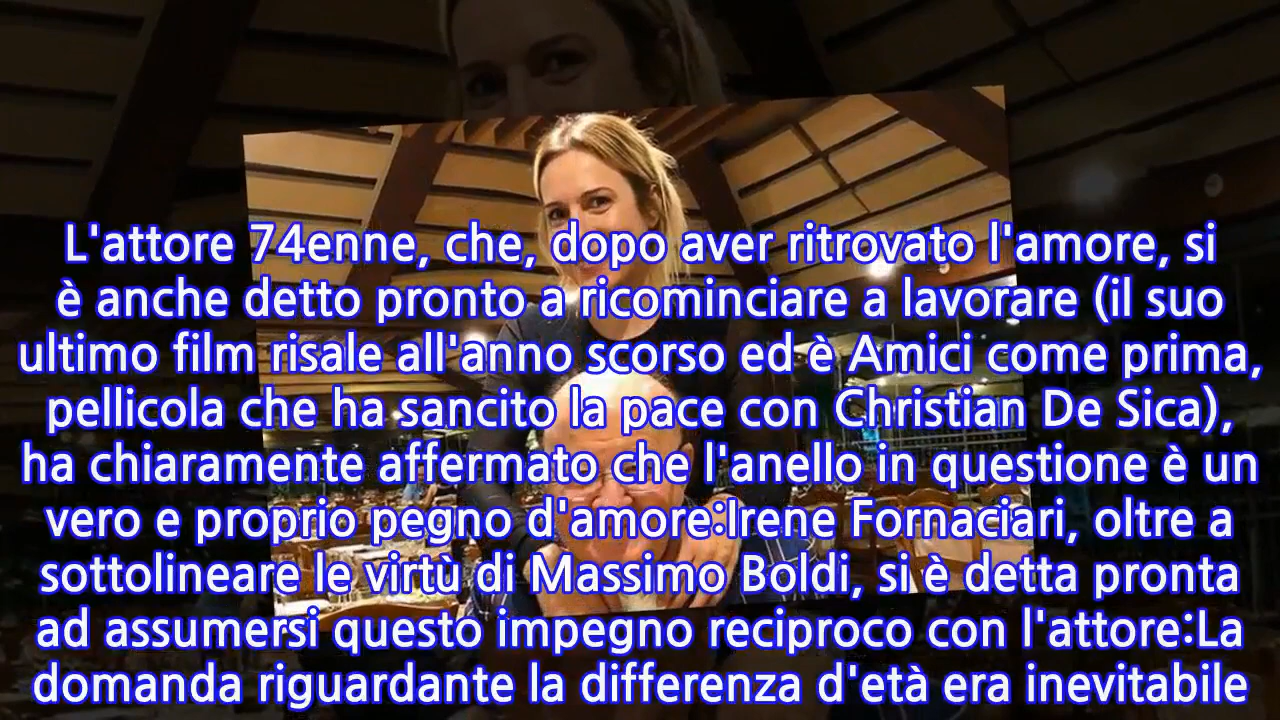 L'attore 74enne, che, dopo aver ritrovato l'amore, si
è anche detto pronto a ricominciare a lavorare (il suo
ultimo film risale all'anno scorso ed è Amici come prima,
pellicola che ha sancito la pace con Christian De Sica),
ha chiaramente affermato che l'anello in questione è un
vero e proprio pegno d'amore:Irene Fornaciari, oltre a
sottolineare le virtù di Massimo Boldi, si è detta pronta
ad assumersi questo impegno reciproco con l'attore:La
domanda riguardante la differenza d'età era inevitabile